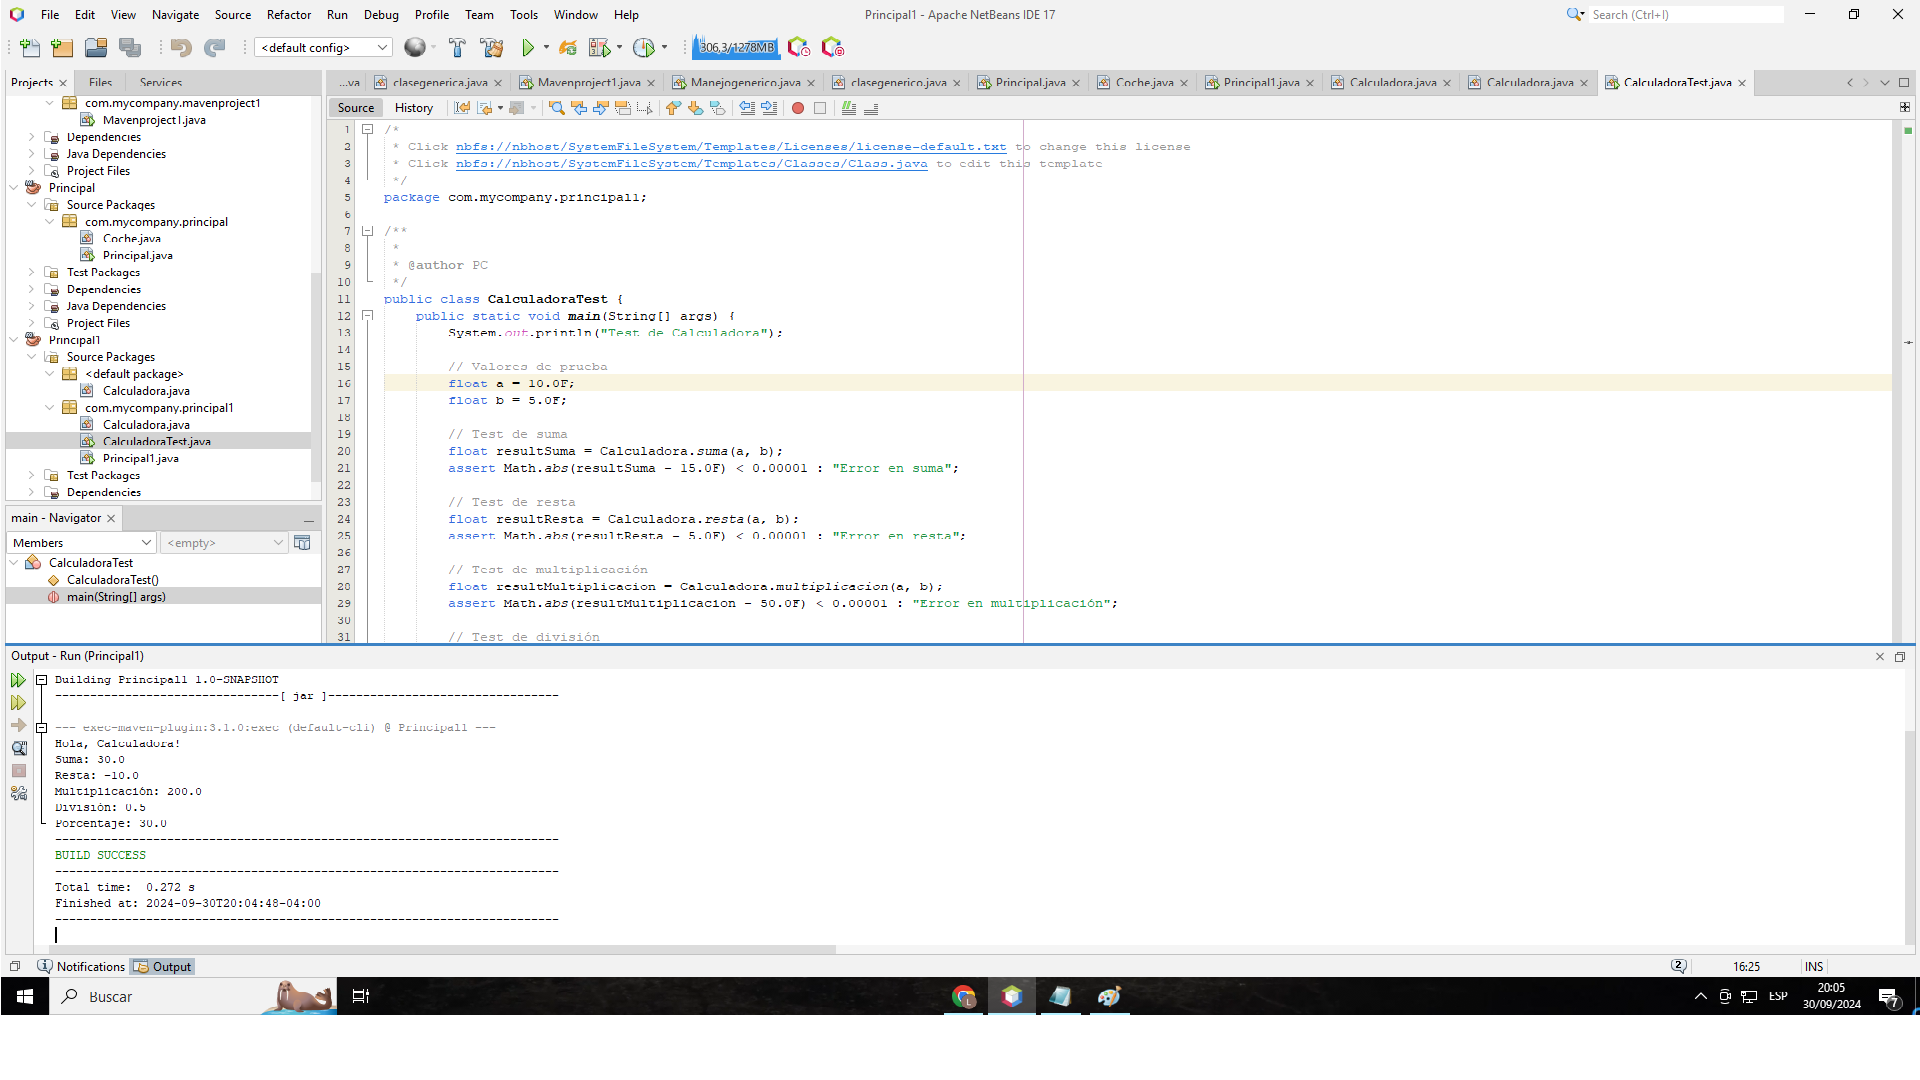 File Edit View Navigate Source Refactor Run Debug Profile Team Tools Window Help
Principal1 - Apache NetBeans IDE 17
Search (Ctrl+I)
<default config>
306,3/1278MB
Projects Files Services
com.mycompany.mavenproject1
Mavenproject1.java
Dependencies
Java Dependencies
Project Files
Principal
Source Packages
com.mycompany.principal
Coche.java
Principal.java
Test Packages
Dependencies
Java Dependencies
Project Files
Principal1
Source Packages
<default package>
Calculadora.java
com.mycompany.principal1
Calculadora.java
CalculadoraTest.java
Principal1.java
Test Packages
Dependencies
main - Navigator
Members
<empty>
CalculadoraTest
CalculadoraTest()
main(String[] args)
...va clasegenerica.java Mavenproject1.java Manejogenerico.java clasegenerico.java Principal.java Coche.java Principal1.java Calculadora.java Calculadora.java CalculadoraTest.java
Source History
1 /*
2 * Click nbfs://nbhost/SystemFileSystem/Templates/Licenses/license-default.txt to change this license
3 * Click nbfs://nbhost/SystemFileSystem/Templates/Classes/Class.java to edit this template
4 */
5 package com.mycompany.principal1;
6
7 /**
8 *
9 * @author PC
10 */
11 public class CalculadoraTest {
12 public static void main(String[] args) {
13 System.out.println("Test de Calculadora");
14
15 // Valores de prueba
16 float a = 10.0F;
17 float b = 5.0F;
18
19 // Test de suma
20 float resultSuma = Calculadora.suma(a, b);
21 assert Math.abs(resultSuma - 15.0F) < 0.00001 : "Error en suma";
22
23 // Test de resta
24 float resultResta = Calculadora.resta(a, b);
25 assert Math.abs(resultResta - 5.0F) < 0.00001 : "Error en resta";
26
27 // Test de multiplicación
28 float resultMultiplicacion = Calculadora.multiplicacion(a, b);
29 assert Math.abs(resultMultiplicacion - 50.0F) < 0.00001 : "Error en multiplicación";
30
31 // Test de división
Output - Run (Principal1)
Building Principal1 1.0-SNAPSHOT
--------------------------------[ jar ]---------------------------------
--- exec-maven-plugin:3.1.0:exec (default-cli) @ Principal1 ---
Hola, Calculadora!
Suma: 30.0
Resta: -10.0
Multiplicación: 200.0
División: 0.5
Porcentaje: 30.0
------------------------------------------------------------------------
BUILD SUCCESS
------------------------------------------------------------------------
Total time:  0.272 s
Finished at: 2024-09-30T20:04:48-04:00
------------------------------------------------------------------------
Notifications Output
2
16:25
INS
Buscar
L
ESP
20:05
30/09/2024
7